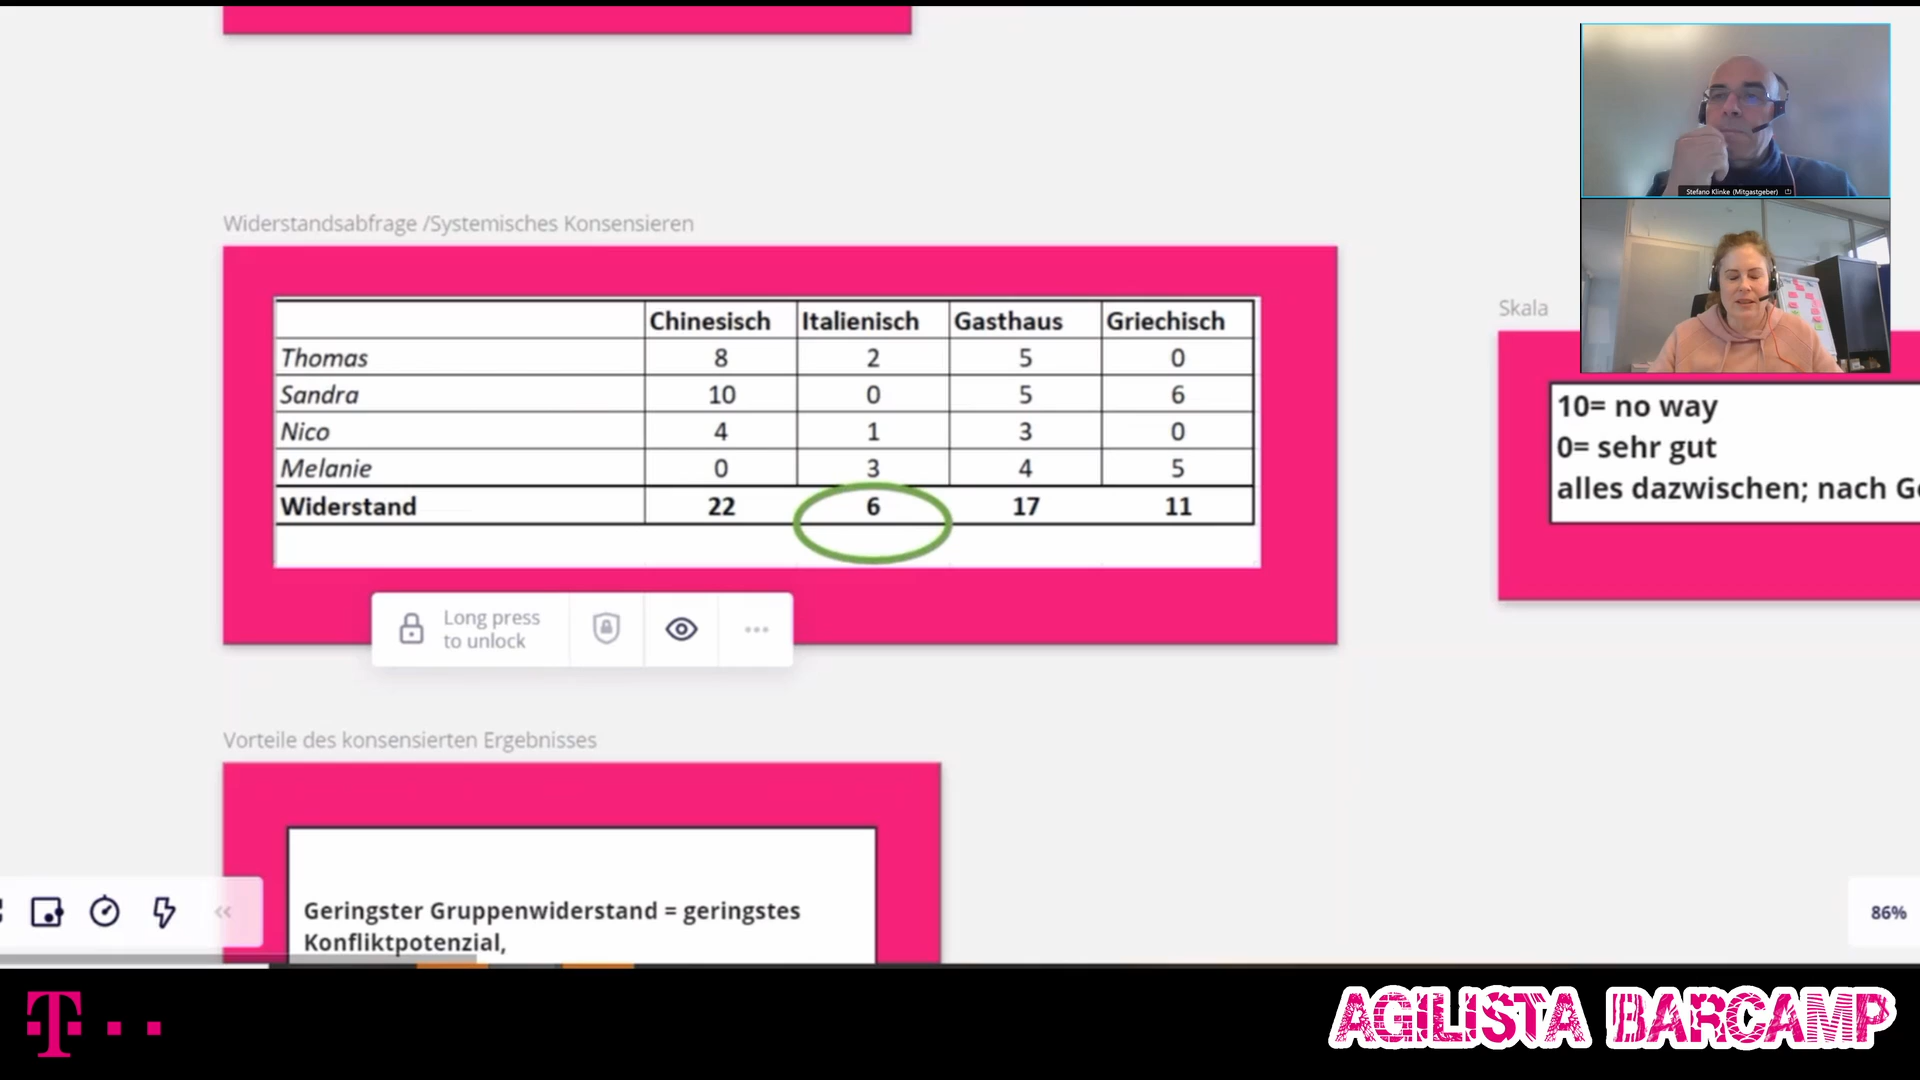 Stefano Klinke (Mitgastgeber)
Widerstandsabfrage /Systemisches Konsensieren
Chinesisch Italienisch Gasthaus Griechisch
Thomas 8 2 5 0
Sandra 10 0 5 6
Nico 4 1 3 0
Melanie 0 3 4 5
Widerstand 22 6 17 11
Long press
to unlock
Skala
10= no way
0= sehr gut
alles dazwischen; nach G
Vorteile des konsensierten Ergebnisses
Geringster Gruppenwiderstand = geringstes
Konfliktpotenzial,
86%
T
AGILISTA BARCAMP